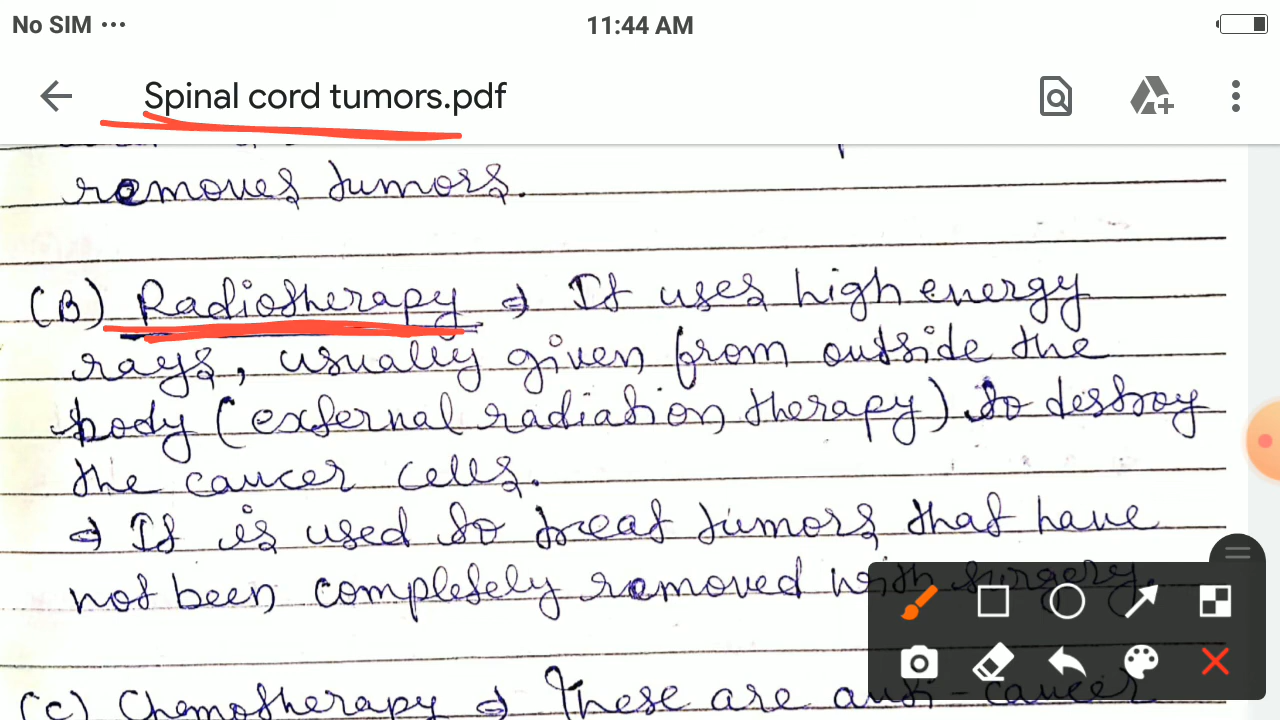 No SIM ···
11:44 AM
Spinal cord tumors.pdf
removes tumors.
(B) Radiotherapy ⇒ It uses high energy
rays, usually given from outside the
body (external radiation therapy) to destroy
the cancer cells.
⇒ It is used to treat tumors that have
not been completely removed with surgery.
(C) Chemotherapy ⇒ These are anti-cancer